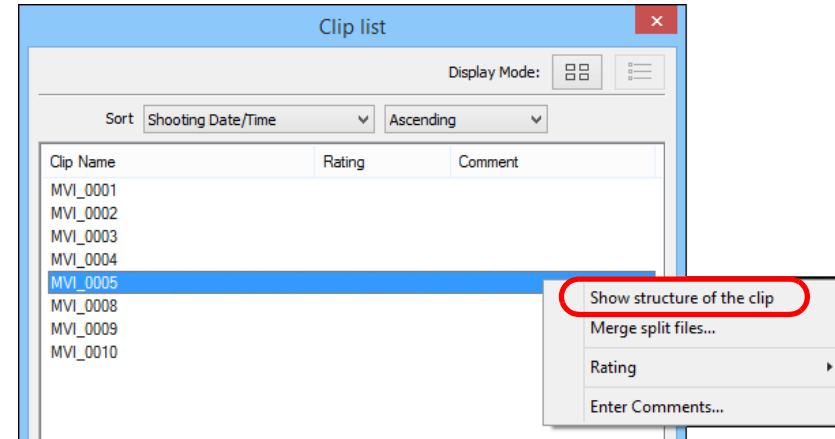 Clip list
Display Mode:
Sort Shooting Date/Time Ascending
Clip Name Rating Comment
MVI_0001
MVI_0002
MVI_0003
MVI_0004
MVI_0005
MVI_0008
MVI_0009
MVI_0010
Show structure of the clip
Merge split files...
Rating
Enter Comments...